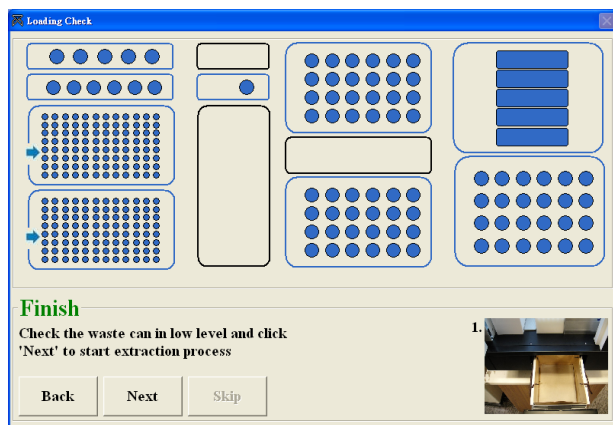 Loading Check
Finish
Check the waste can in low level and click
'Next' to start extraction process
1.
Back
Next
Skip